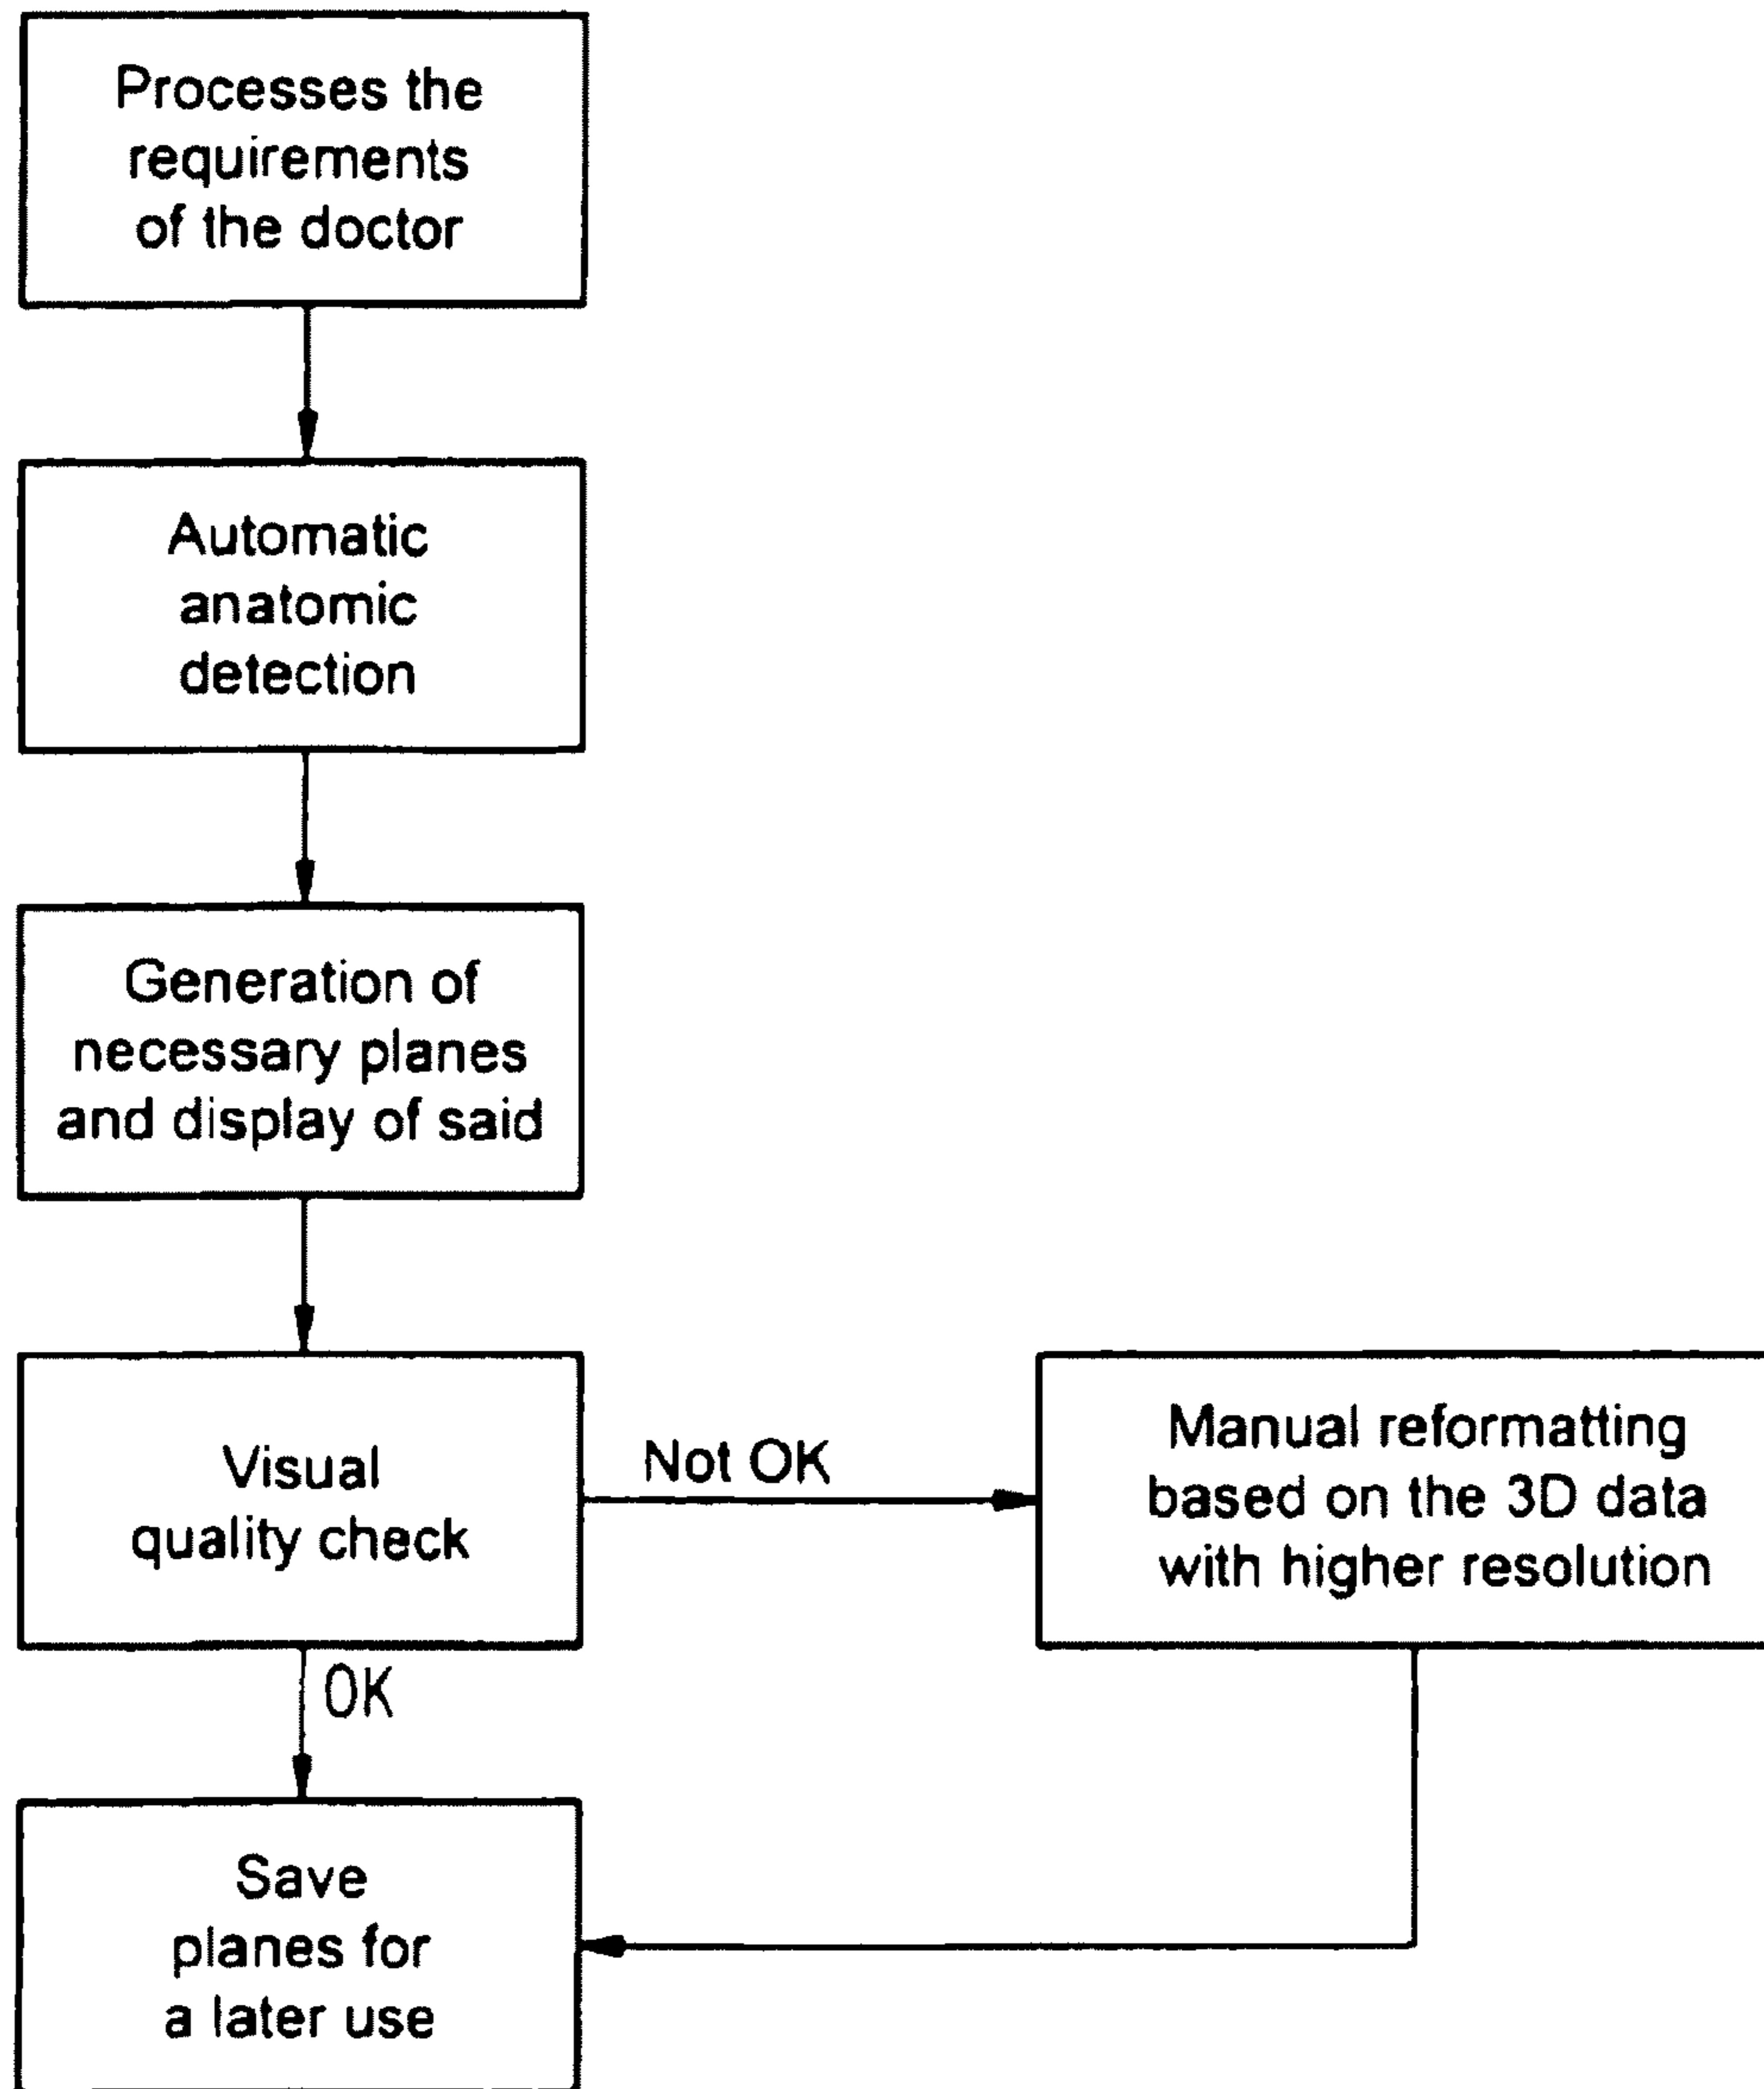 Processes the
requirements
of the doctor
Automatic
anatomic
detection
Generation of
necessary planes
and display of said
Visual
quality check
Not OK
Manual reformatting
based on the 3D data
with higher resolution
OK
Save
planes for
a later use